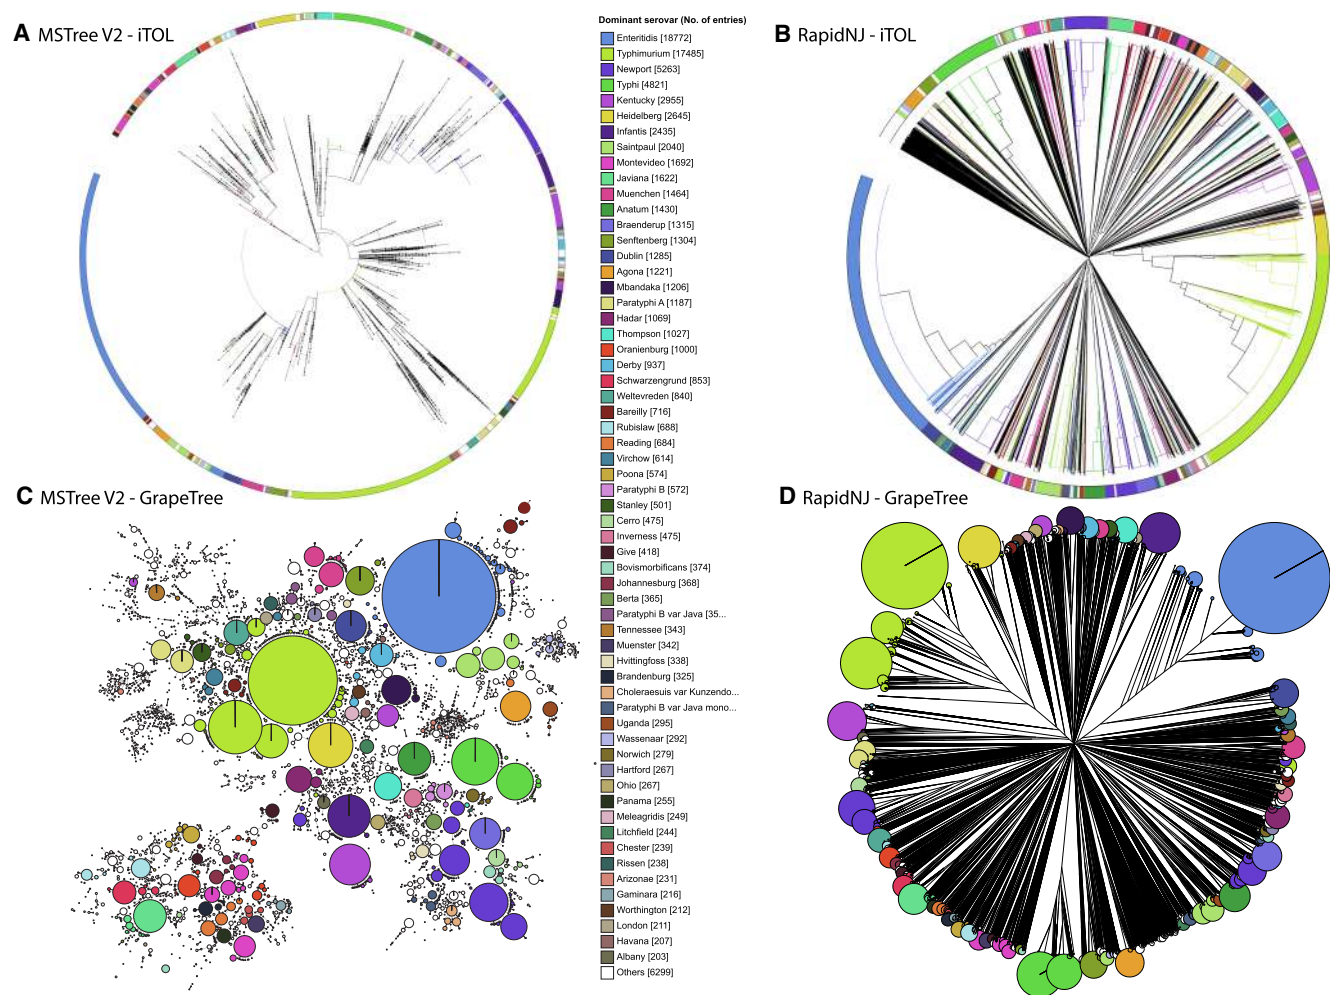 A MSTree V2 - iTOL
Dominant serovar (No. of entries)
Enteritidis [18772]
Typhimurium [17485]
Newport [5263]
Typhi [4821]
Kentucky [2955]
Heidelberg [2645]
Infantis [2435]
Saintpaul [2040]
Montevideo [1692]
Javiana [1622]
Muenchen [1464]
Anatum [1430]
Braenderup [1315]
Senftenberg [1304]
Dublin [1285]
Agona [1221]
Mbandaka [1206]
Paratyphi A [1187]
Hadar [1069]
Thompson [1027]
Oranienburg [1000]
Derby [937]
Schwarzengrund [853]
Weltevreden [840]
Bareilly [716]
Rubislaw [688]
Reading [684]
Virchow [614]
Poona [574]
Paratyphi B [572]
Stanley [501]
Cerro [475]
Inverness [475]
Give [418]
Bovismorbificans [374]
Johannesburg [368]
Berta [365]
Paratyphi B var Java [35...
Tennessee [343]
Muenster [342]
Hvittingfoss [338]
Brandenburg [325]
Choleraesuis var Kunzendo...
Paratyphi B var Java mono...
Uganda [295]
Wassenaar [292]
Norwich [279]
Hartford [267]
Ohio [267]
Panama [255]
Meleagridis [249]
Litchfield [244]
Chester [239]
Rissen [238]
Arizonae [231]
Gaminara [216]
Worthington [212]
London [211]
Havana [207]
Albany [203]
Others [6299]
B RapidNJ - iTOL
C MSTree V2 - GrapeTree
D RapidNJ - GrapeTree